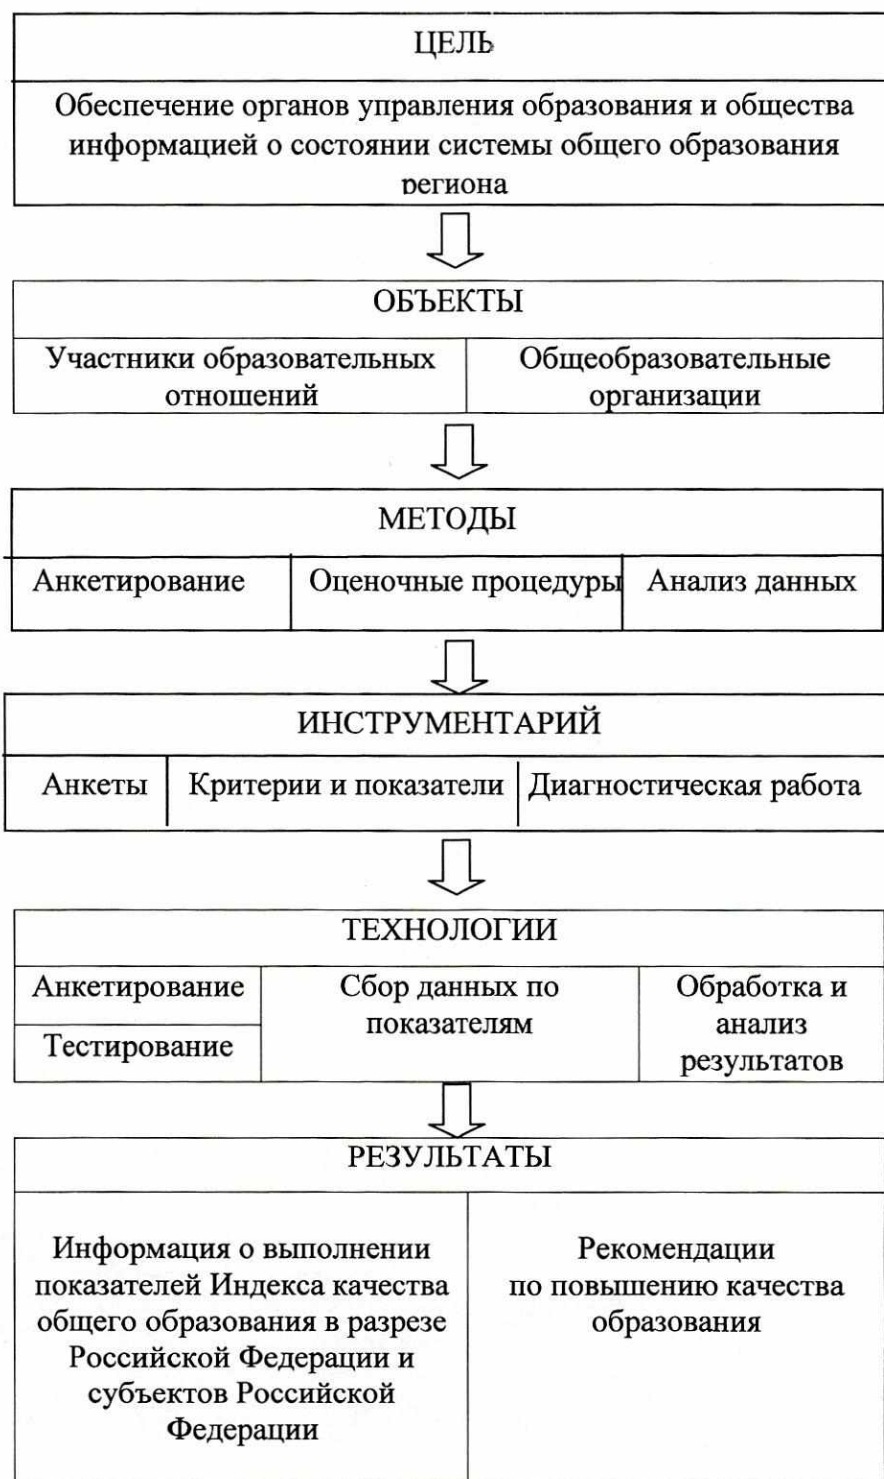 ЦЕЛЬ
Обеспечение органов управления образования и общества
информацией о состоянии системы общего образования
региона
ОБЪЕКТЫ
Участники образовательных
отношений
Общеобразовательные
организации
МЕТОДЫ
Анкетирование
Оценочные процедуры
Анализ данных
ИНСТРУМЕНТАРИЙ
Анкеты
Критерии и показатели
Диагностическая работа
ТЕХНОЛОГИИ
Анкетирование
Тестирование
Сбор данных по
показателям
Обработка и
анализ
результатов
РЕЗУЛЬТАТЫ
Информация о выполнении
показателей Индекса качества
общего образования в разрезе
Российской Федерации и
субъектов Российской
Федерации
Рекомендации
по повышению качества
образования